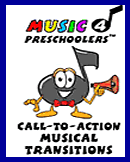 MUSIC 4
PRESCHOOLERS™
CALL-TO-ACTION
MUSICAL
TRANSITIONS